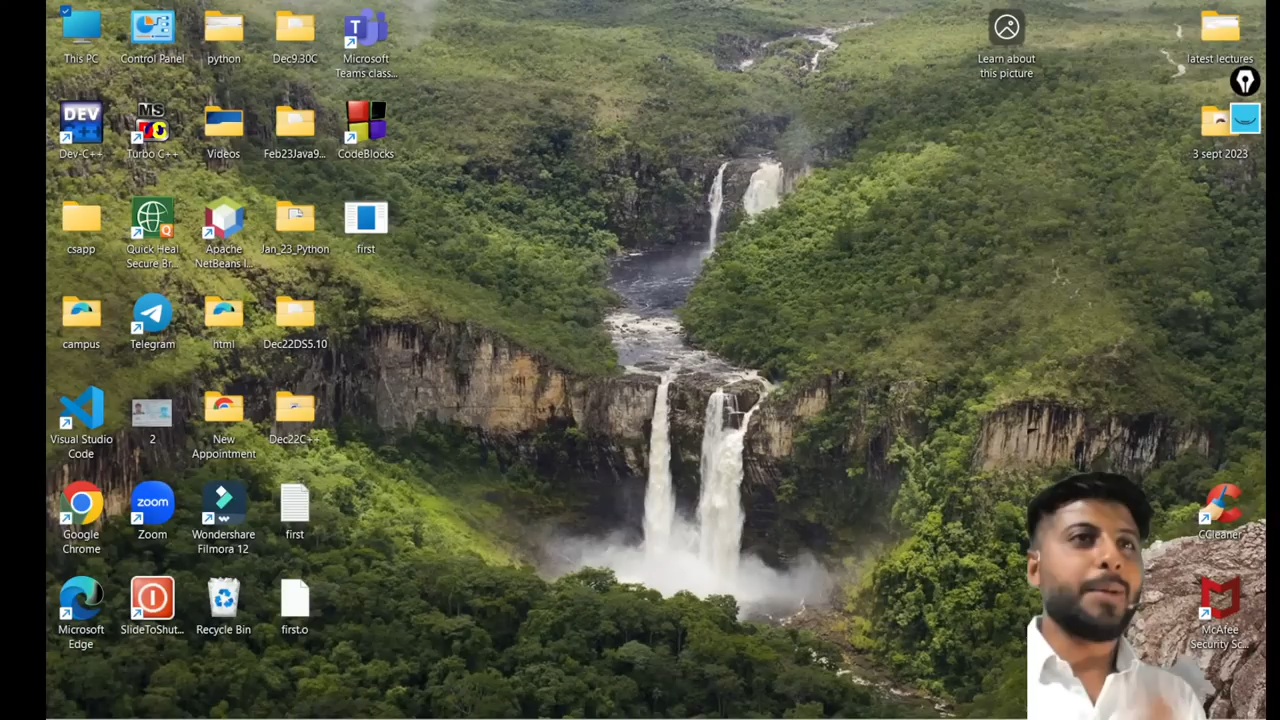 This PC
Control Panel
python
Dec9.30C
Microsoft
Teams class...
Learn about
this picture
latest lectures
DEV
C++
Dev-C++
MS
Turbo C++
Videos
Feb23Java9...
CodeBlocks
3 sept 2023
csapp
Quick Heal
Secure Br...
Apache
NetBeans I...
Jan_23_Python
first
campus
Telegram
html
Dec22DS5.10
Visual Studio
Code
2
New
Appointment
Dec22C++
Google
Chrome
zoom
Zoom
Wondershare
Filmora 12
first
CCleaner
Microsoft
Edge
SlideToShut...
Recycle Bin
first.o
McAfee
Security Sc...